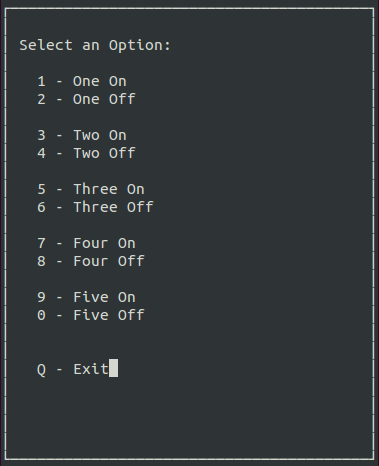 Select an Option:
1 - One On
2 - One Off
3 - Two On
4 - Two Off
5 - Three On
6 - Three Off
7 - Four On
8 - Four Off
9 - Five On
0 - Five Off
Q - Exit